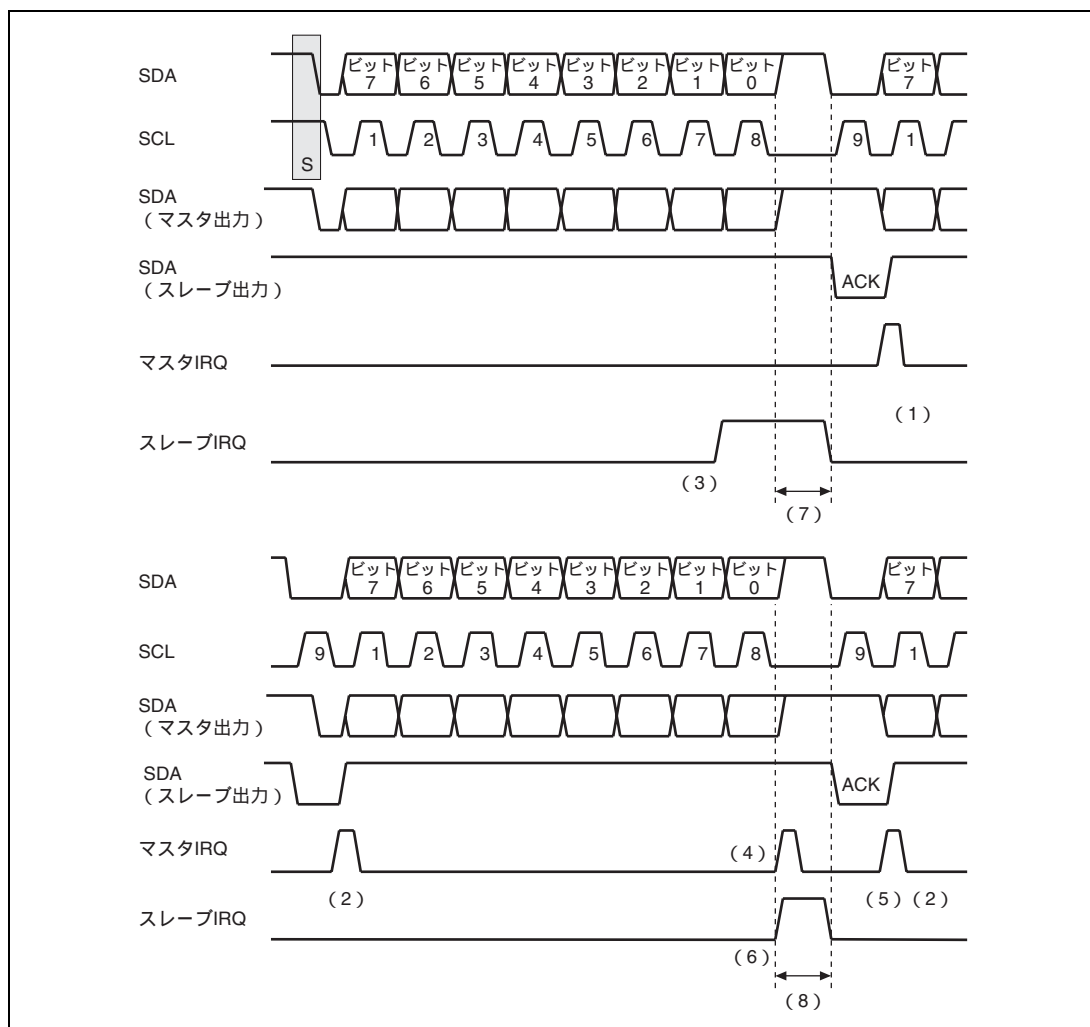 SDA
ビット7 ビット6 ビット5 ビット4 ビット3 ビット2 ビット1 ビット0 ビット7
SCL
S
1 2 3 4 5 6 7 8 9 1
SDA
(マスタ出力)
SDA
(スレーブ出力)
ACK
マスタIRQ
(1)
スレーブIRQ
(3)
(7)
SDA
ビット7 ビット6 ビット5 ビット4 ビット3 ビット2 ビット1 ビット0 ビット7
SCL
9 1 2 3 4 5 6 7 8 9 1
SDA
(マスタ出力)
SDA
(スレーブ出力)
ACK
マスタIRQ
(4)
(2) (5)(2)
スレーブIRQ
(6)
(8)